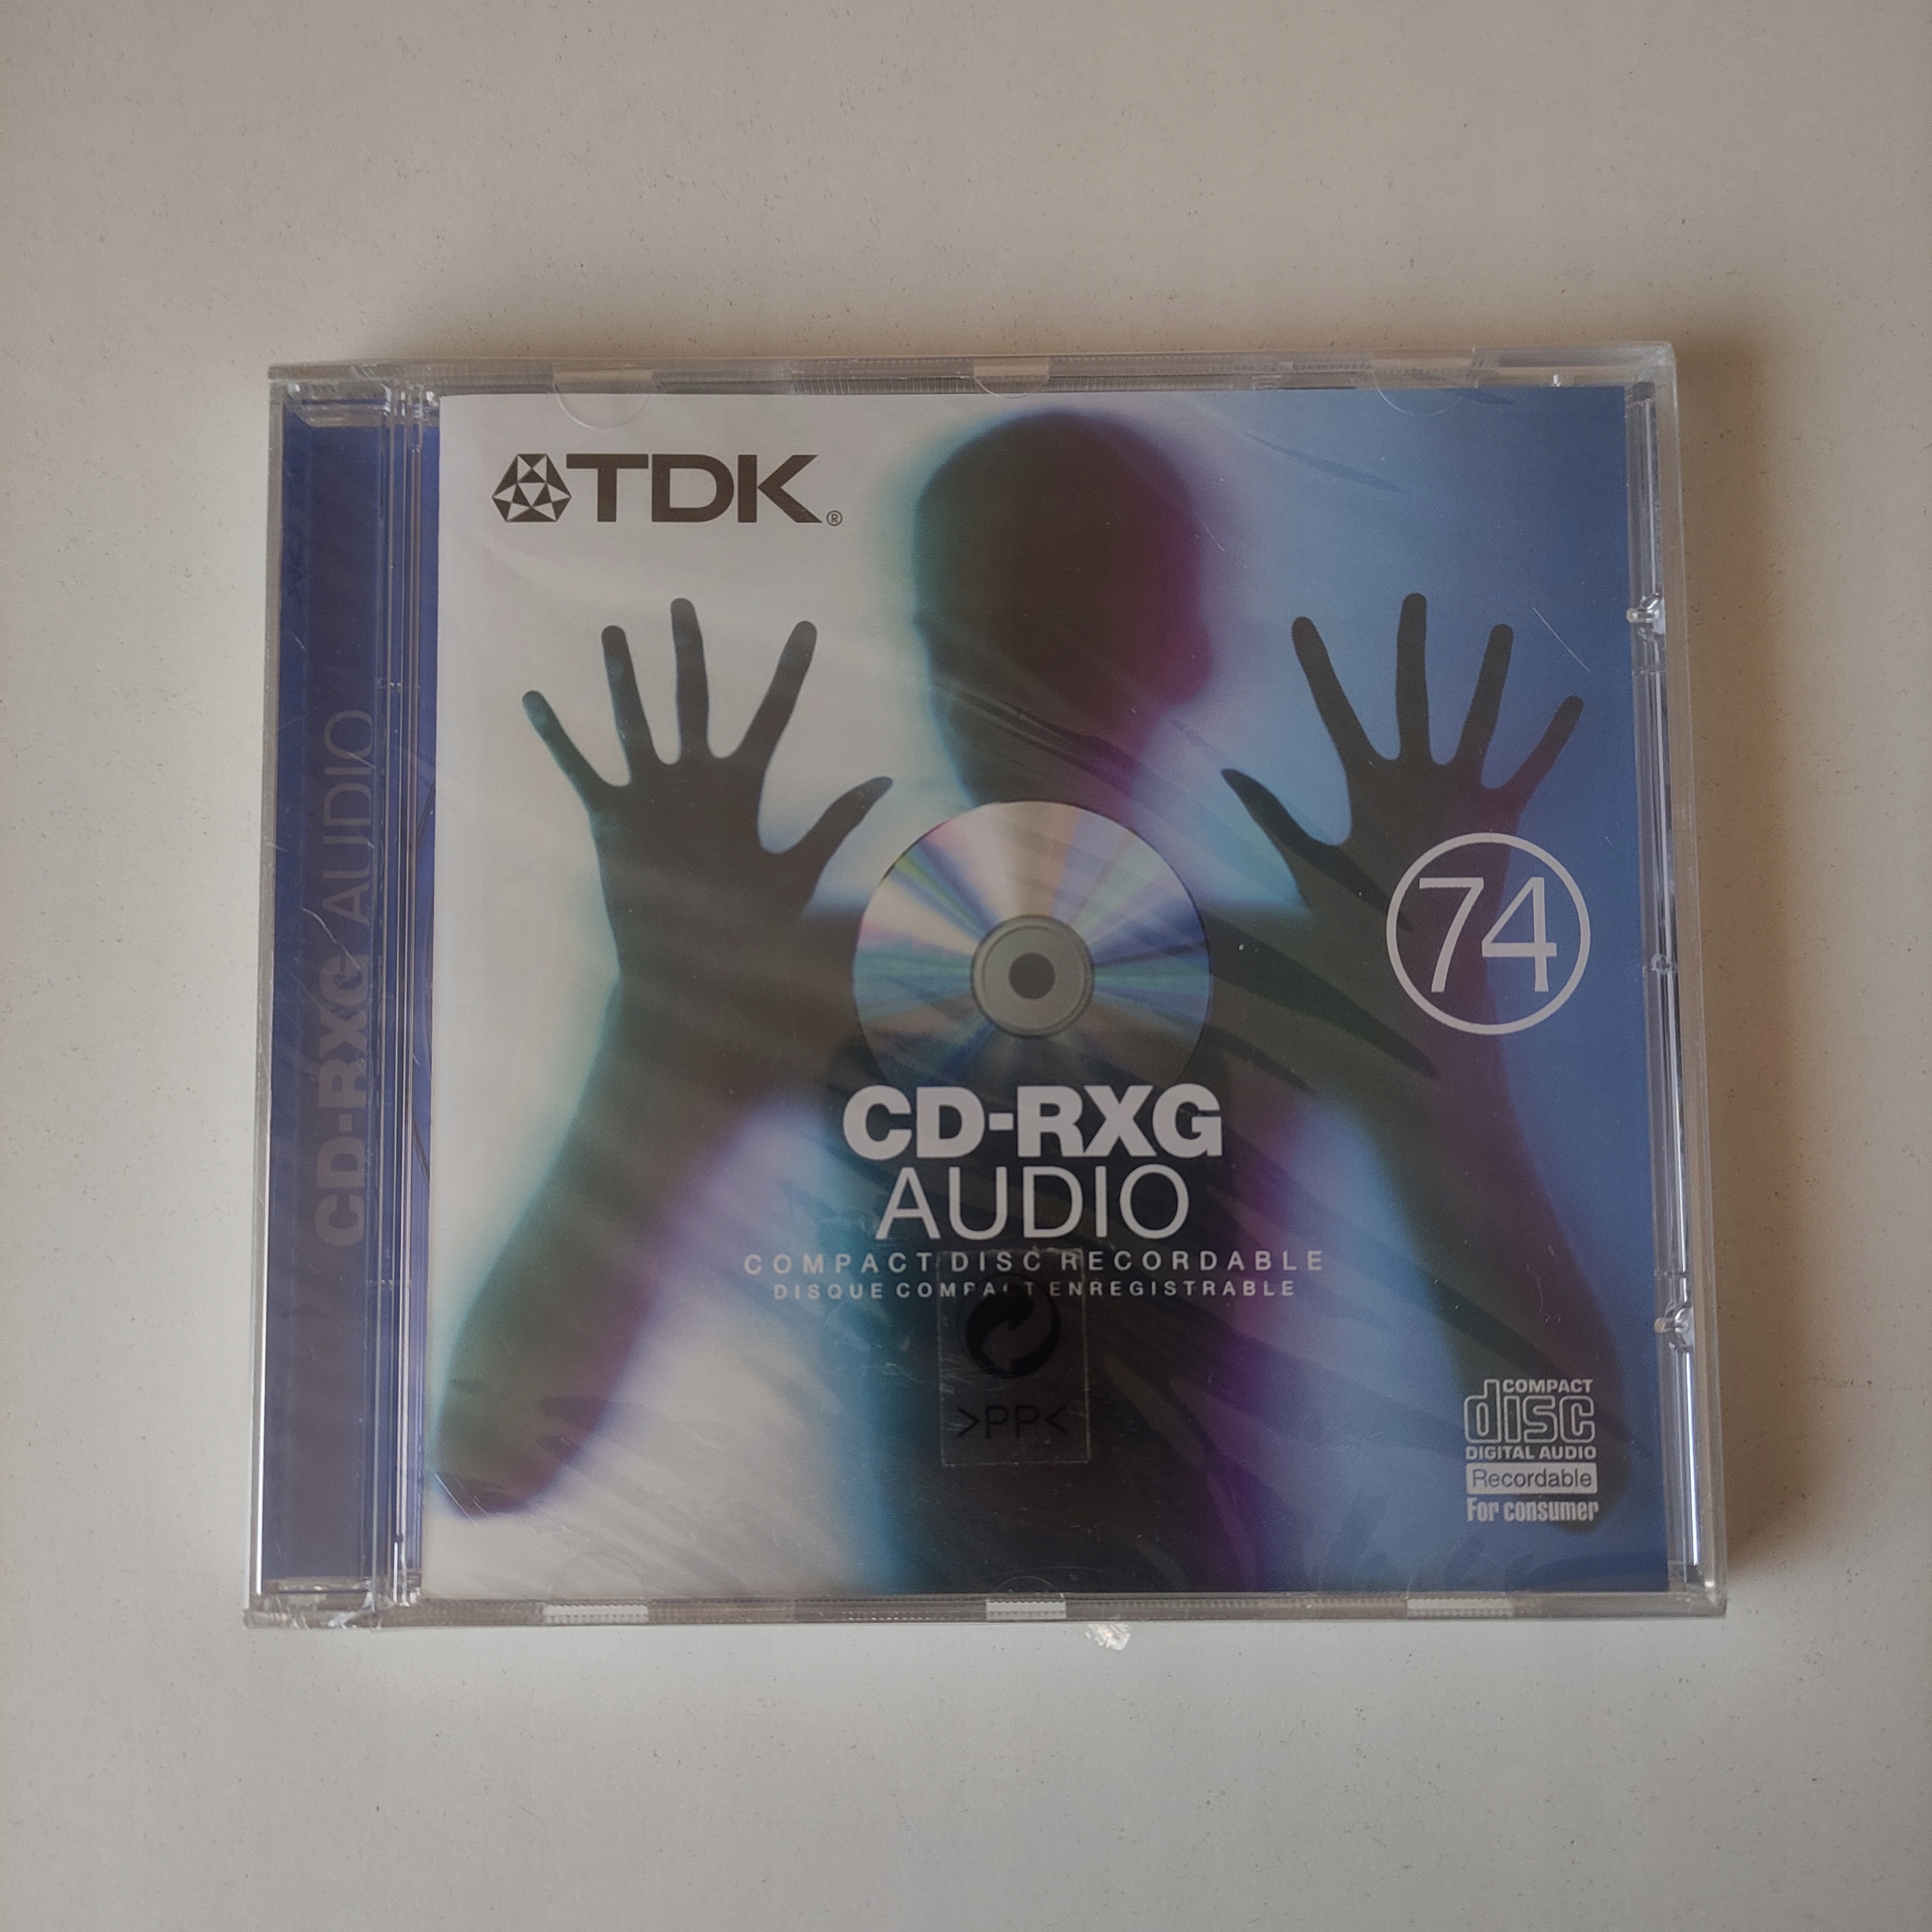 TDK®
74
CD-RXG
AUDIO
COMPACT DISC RECORDABLE
DISQUE COMPACT ENREGISTRABLE
>PP<
COMPACT
disc
DIGITAL AUDIO
Recordable
For consumer
CD-RXG AUDIO